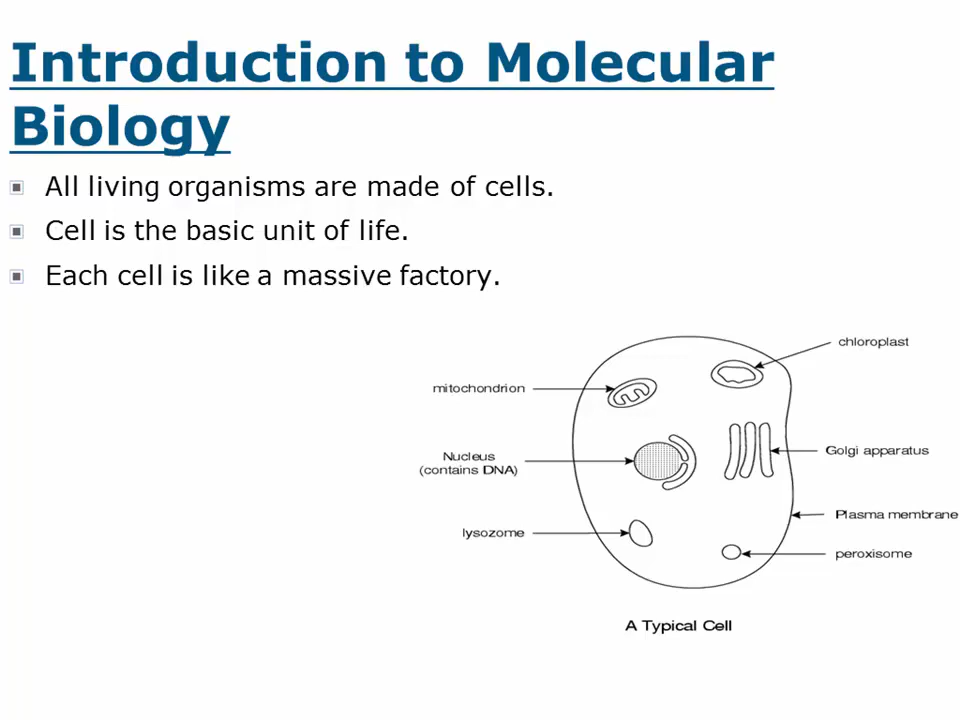 Introduction to Molecular
Biology
All living organisms are made of cells.
Cell is the basic unit of life.
Each cell is like a massive factory.
chloroplast
mitochondrion
Golgi apparatus
Nucleus
(contains DNA)
Plasma membrane
lysozome
peroxisome
A Typical Cell